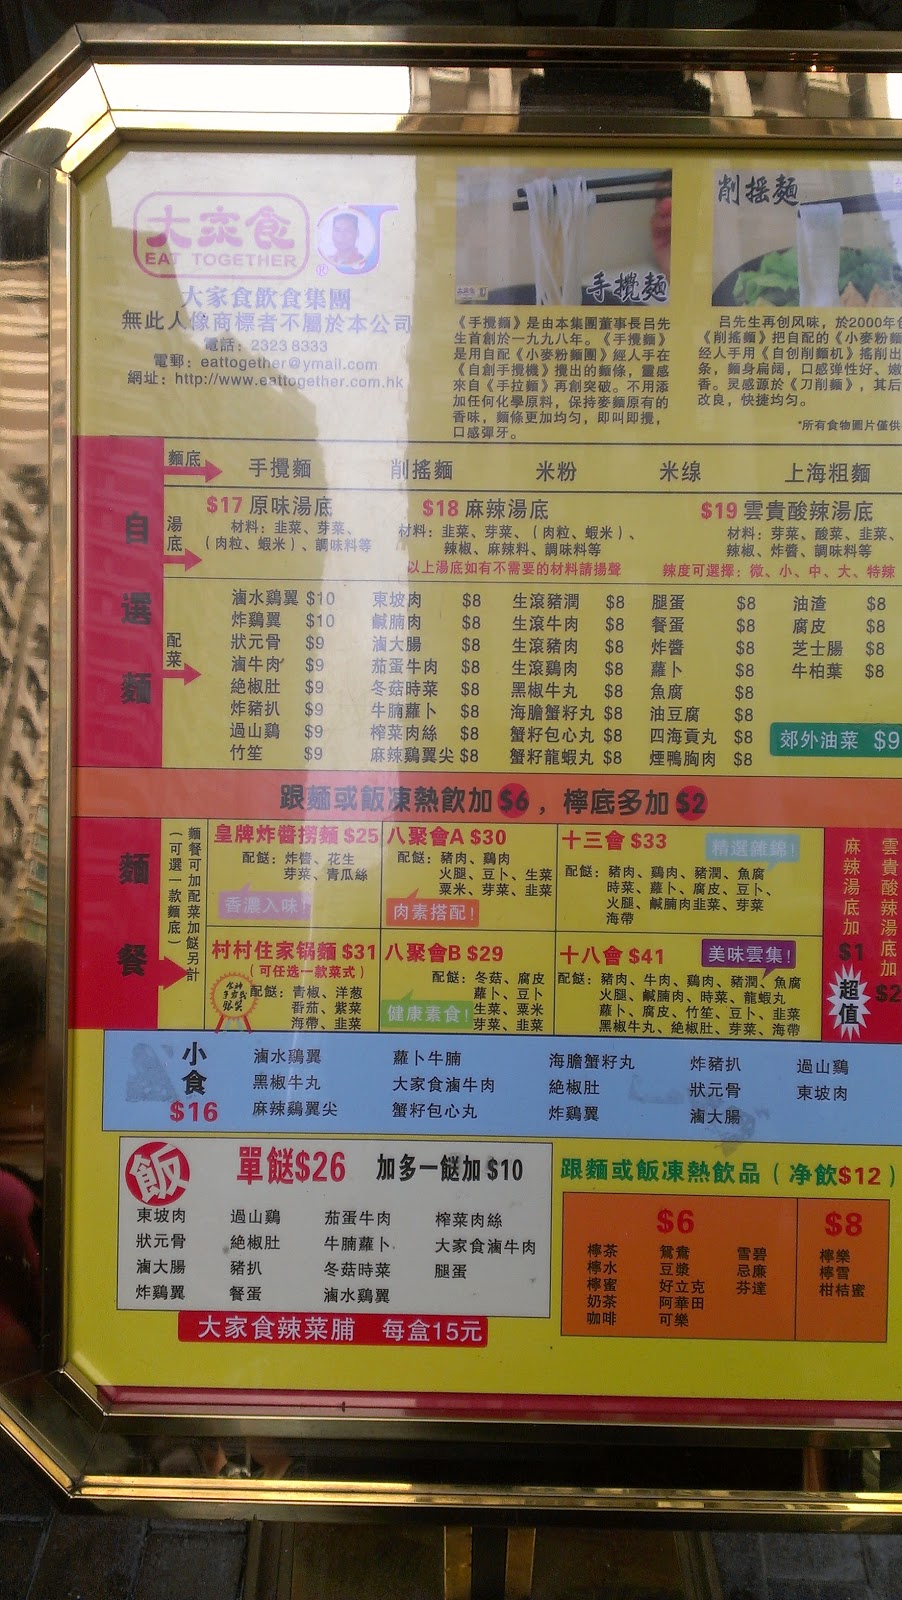 大家食
EAT TOGETHER
®
大家食飲食集團
無此人像商標者不屬於本公司
電話：2323 8333
電郵：eattogether@ymail.com
網址：http://www.eattogether.com.hk
手攪麵
《手攪麵》是由本集團董事長呂先
生首創於一九九八年。《手攪麵》
是用自配《小麥粉麵團》經人手在
《自創手攪機》攪出的麵條，靈感
來自《手拉麵》再創突破。不用添
加任何化學原料，保持麥麵原有的
香味，麵條更加均勻，即叫即攪，
口感彈牙。
削摇麵
吕先生再创风味，於2000年
《削搖麵》把自配的《小麥粉麵
经人手用《自创削麵机》搖削出
条，麵身扁阔，口感弹性好、嫩
香。灵感源於《刀削麵》，其后
改良，快捷均匀。
*所有食物圖片僅供
自選麵
麵底
手攪麵 削搖麵 米粉 米線 上海粗麵
湯底
$17 原味湯底 $18 麻辣湯底 $19 雲貴酸辣湯底
材料：韭菜、芽菜、 材料：韭菜、芽菜、（肉粒、蝦米）、 材料：芽菜、酸菜、韭菜、
（肉粒、蝦米）、調味料等 辣椒、麻辣料、調味料等 辣椒、炸醬、調味料等
以上湯底如有不需要的材料請揚聲 辣度可選擇：微、小、中、大、特辣
配菜
滷水鷄翼 $10 東坡肉 $8 生滾豬潤 $8 腿蛋 $8 油渣 $8
炸鷄翼 $10 鹹腩肉 $8 生滾牛肉 $8 餐蛋 $8 腐皮 $8
狀元骨 $9 滷大腸 $8 生滾豬肉 $8 炸醬 $8 芝士腸 $8
滷牛肉 $9 茄蛋牛肉 $8 生滾鷄肉 $8 蘿卜 $8 牛柏葉 $8
絕椒肚 $9 冬菇時菜 $8 黑椒牛丸 $8 魚腐 $8
炸豬扒 $9 牛腩蘿卜 $8 海膽蟹籽丸 $8 油豆腐 $8
過山鷄 $9 榨菜肉絲 $8 蟹籽包心丸 $8 四海貢丸 $8
竹笙 $9 麻辣鷄翼尖 $8 蟹籽龍蝦丸 $8 煙鴨胸肉 $8
郊外油菜 $9
跟麵或飯凍熱飲加 $6 ，檸底多加 $2
麵餐
麵餐可加配菜加餸另計
（可選一款麵底）
皇牌炸醬撈麵 $25
配餸：炸醬、花生
芽菜、青瓜絲
香濃入味!
八聚會A $30
配餸：豬肉、鷄肉
火腿、豆卜、生菜
粟米、芽菜、韭菜
肉素搭配!
十三會 $33
精選雜錦!
配餸：豬肉、鷄肉、豬潤、魚腐
時菜、蘿卜、腐皮、豆卜、
火腿、鹹腩肉韭菜、芽菜
海帶
村村住家锅麵 $31
（可任选一款菜式）
配餸：青椒、洋葱
番茄、紫菜
海帶、韭菜
八聚會B $29
配餸：冬菇、腐皮
蘿卜、豆卜
生菜、粟米
芽菜、韭菜
健康素食!
十八會 $41
美味雲集!
配餸：豬肉、牛肉、鷄肉、豬潤、魚腐
火腿、鹹腩肉、時菜、龍蝦丸
蘿卜、腐皮、竹笙、豆卜、韭菜
黑椒牛丸、絕椒肚、芽菜、海帶
麻辣湯底加 $1
雲貴酸辣湯底加 $2
超值
小食 $16
滷水鷄翼 蘿卜牛腩 海膽蟹籽丸 炸豬扒 過山鷄
黑椒牛丸 大家食滷牛肉 絕椒肚 狀元骨 東坡肉
麻辣鷄翼尖 蟹籽包心丸 炸鷄翼 滷大腸
飯 單餸$26 加多一餸加 $10
東坡肉 過山鷄 茄蛋牛肉 榨菜肉絲
狀元骨 絕椒肚 牛腩蘿卜 大家食滷牛肉
滷大腸 豬扒 冬菇時菜 腿蛋
炸鷄翼 餐蛋 滷水鷄翼
大家食辣菜脯 每盒15元
跟麵或飯凍熱飲品（净飲$12）
$6 $8
檸茶 鴛鴦 雪碧 檸樂
檸水 豆漿 忌廉 檸雪
檸蜜 好立克 芬達 柑桔蜜
奶茶 阿華田
咖啡 可樂